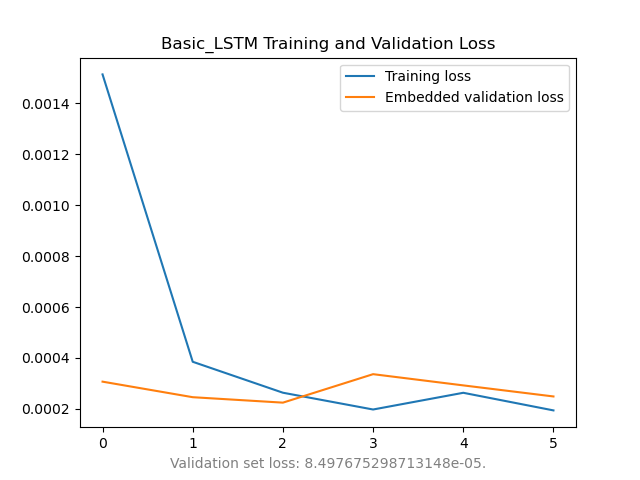 Basic_LSTM Training and Validation Loss
Training loss
Embedded validation loss
0.0014
0.0012
0.0010
0.0008
0.0006
0.0004
0.0002
0 1 2 3 4 5
Validation set loss: 8.497675298713148e-05.